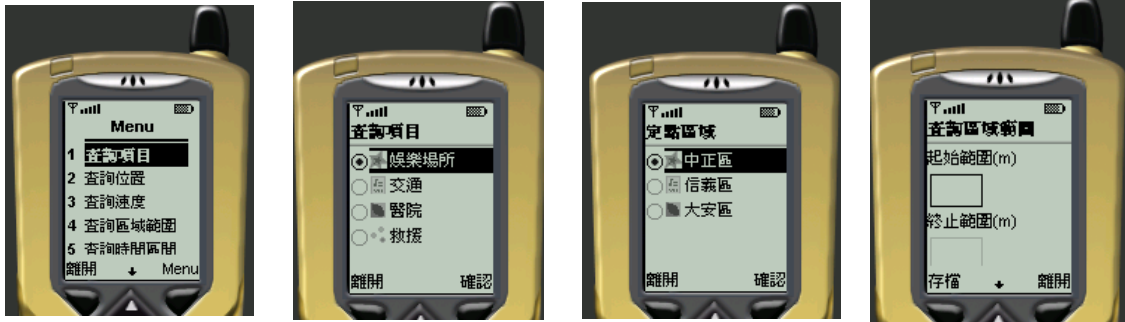 Menu
1 查詢項目
2 查詢位置
3 查詢速度
4 查詢區域範圍
5 查詢時間區間
離開 Menu
查詢項目
娛樂場所
交通
醫院
救援
離開 確認
定點區域
中正區
信義區
大安區
離開 確認
查詢區域範圍
起始範圍(m)
終止範圍(m)
存檔 離開